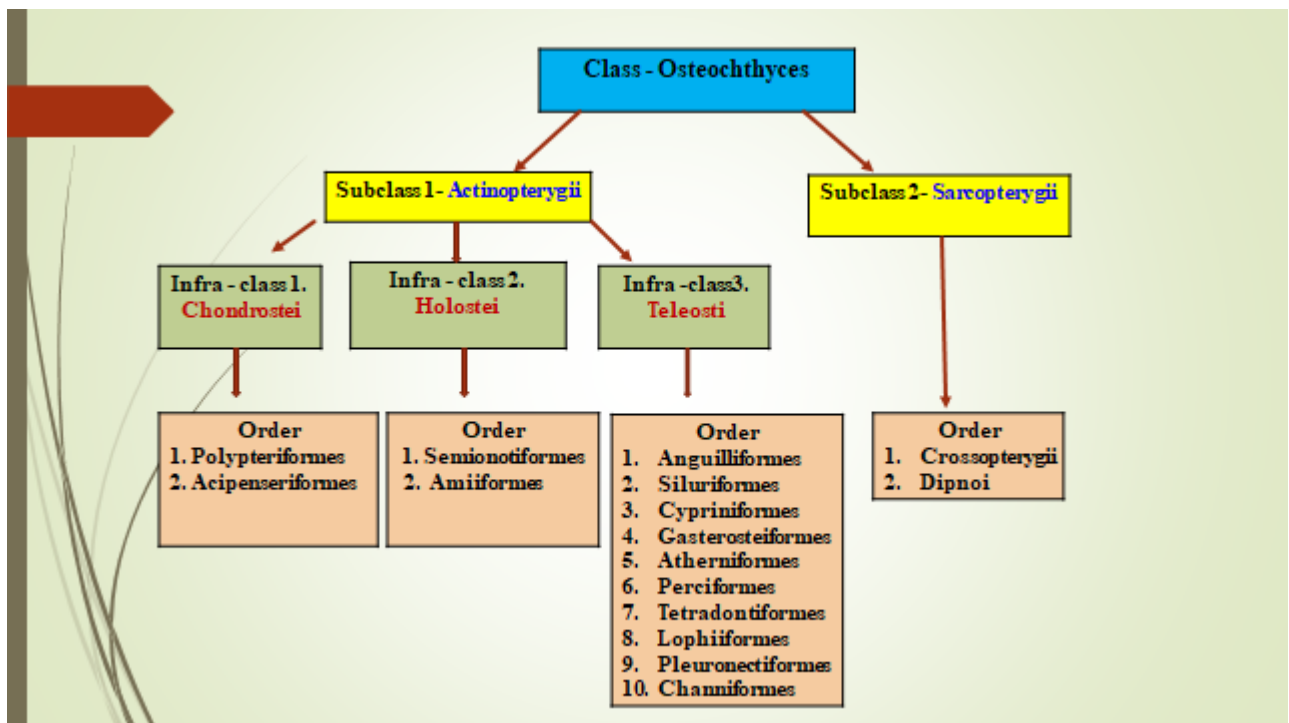 Class - Osteochthyces
Subclass 1- Actinopterygii
Subclass 2- Sarcopterygii
Infra - class 1.
Chondrostei
Infra - class 2.
Holostei
Infra -class3.
Teleosti
Order
1. Polypteriformes
2. Acipenseriformes
Order
1. Semionotiformes
2. Amiiformes
Order
1. Anguilliformes
2. Siluriformes
3. Cypriniformes
4. Gasterosteiformes
5. Atherniformes
6. Perciformes
7. Tetradontiformes
8. Lophiiformes
9. Pleuronectiformes
10. Channiformes
Order
1. Crossopterygii
2. Dipnoi